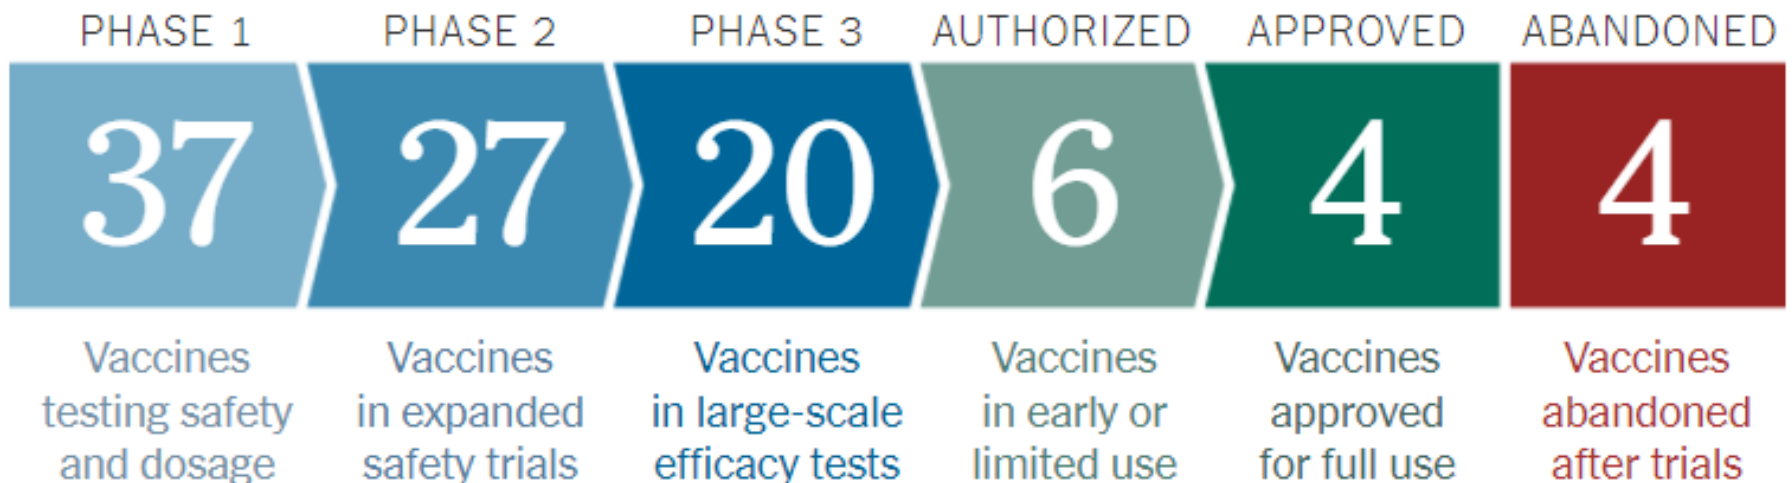 PHASE 1 PHASE 2 PHASE 3 AUTHORIZED APPROVED ABANDONED
37 27 20 6 4 4
Vaccines Vaccines Vaccines Vaccines Vaccines Vaccines
testing safety in expanded in large-scale in early or approved abandoned
and dosage safety trials efficacy tests limited use for full use after trials